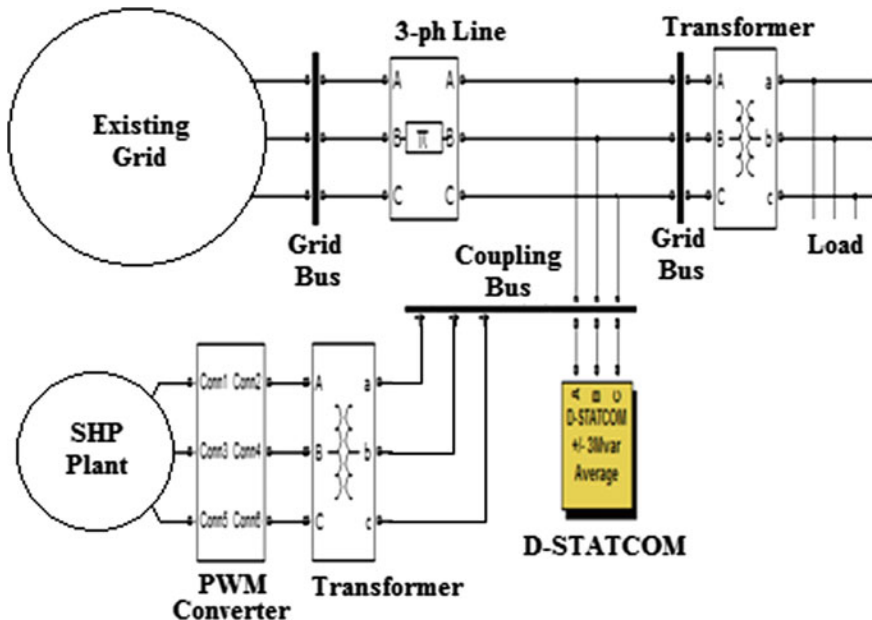 3-ph Line
Transformer
Existing
Grid
A A
B π B
C C
A a
B b
C c
Grid
Bus
Grid
Bus
Load
Coupling
Bus
SHP
Plant
Conn1 Conn2
Conn3 Conn4
Conn5 Conn6
A a
B b
C c
A B C
D-STATCOM
+/- 3Mvar
Average
D-STATCOM
PWM
Converter
Transformer